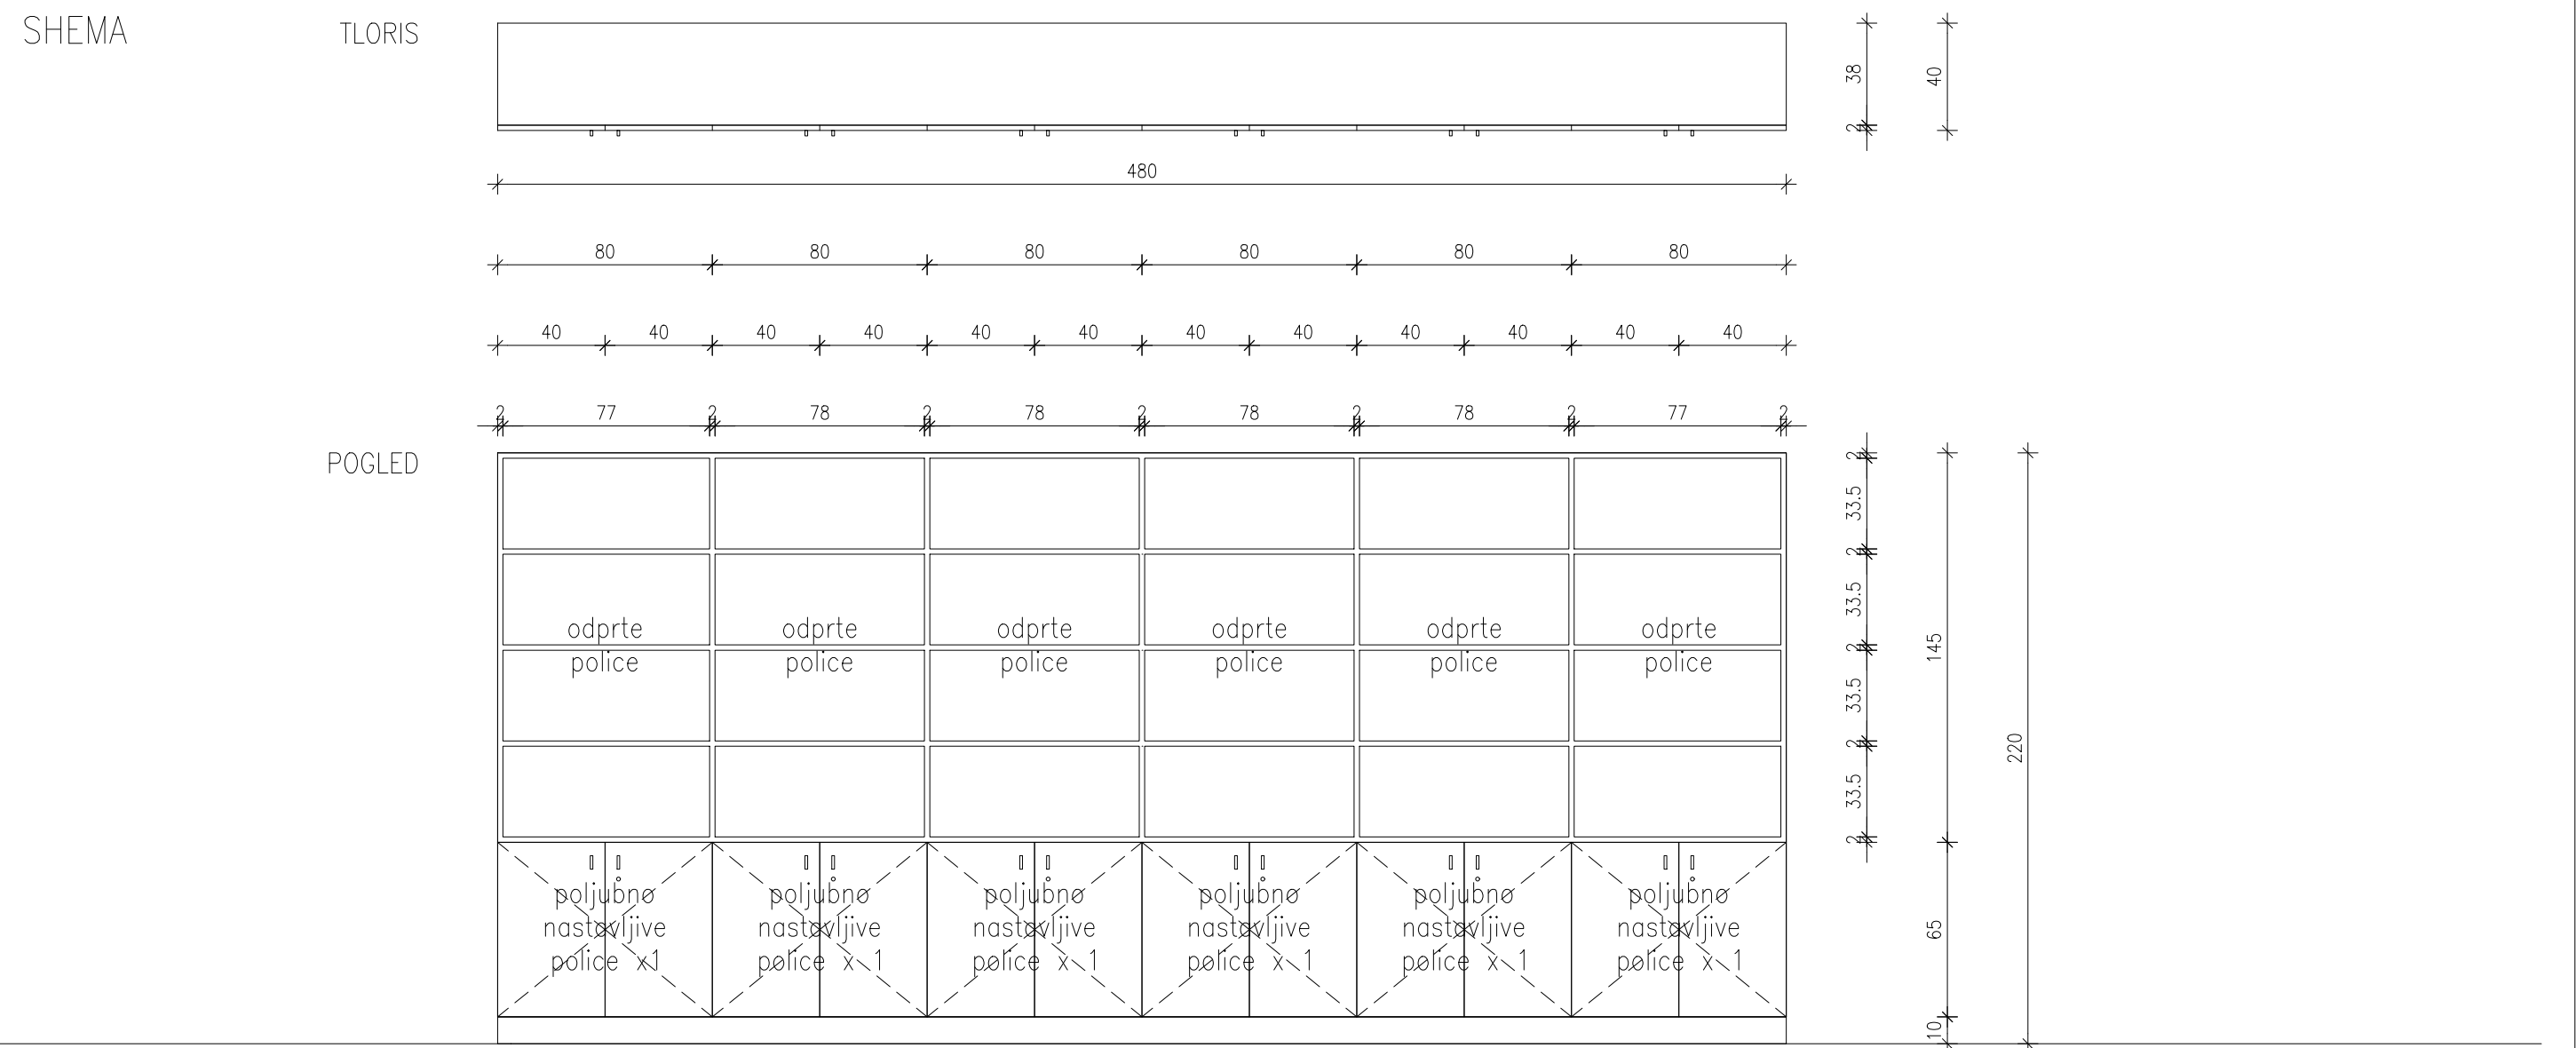 SHEMA
TLORIS
38
40
2
480
80 80 80 80 80 80
40 40 40 40 40 40 40 40 40 40 40 40
2 77 2 78 2 78 2 78 2 78 2 77 2
POGLED
2
33.5
2
33.5
2
33.5
2
33.5
2
145
65
10
220
odprte odprte odprte odprte odprte odprte
police police police police police police
poljubno poljubno poljubno poljubno poljubno poljubno
nastavljive nastavljive nastavljive nastavljive nastavljive nastavljive
police x1 police x 1 police x 1 police x 1 police x 1 police x 1